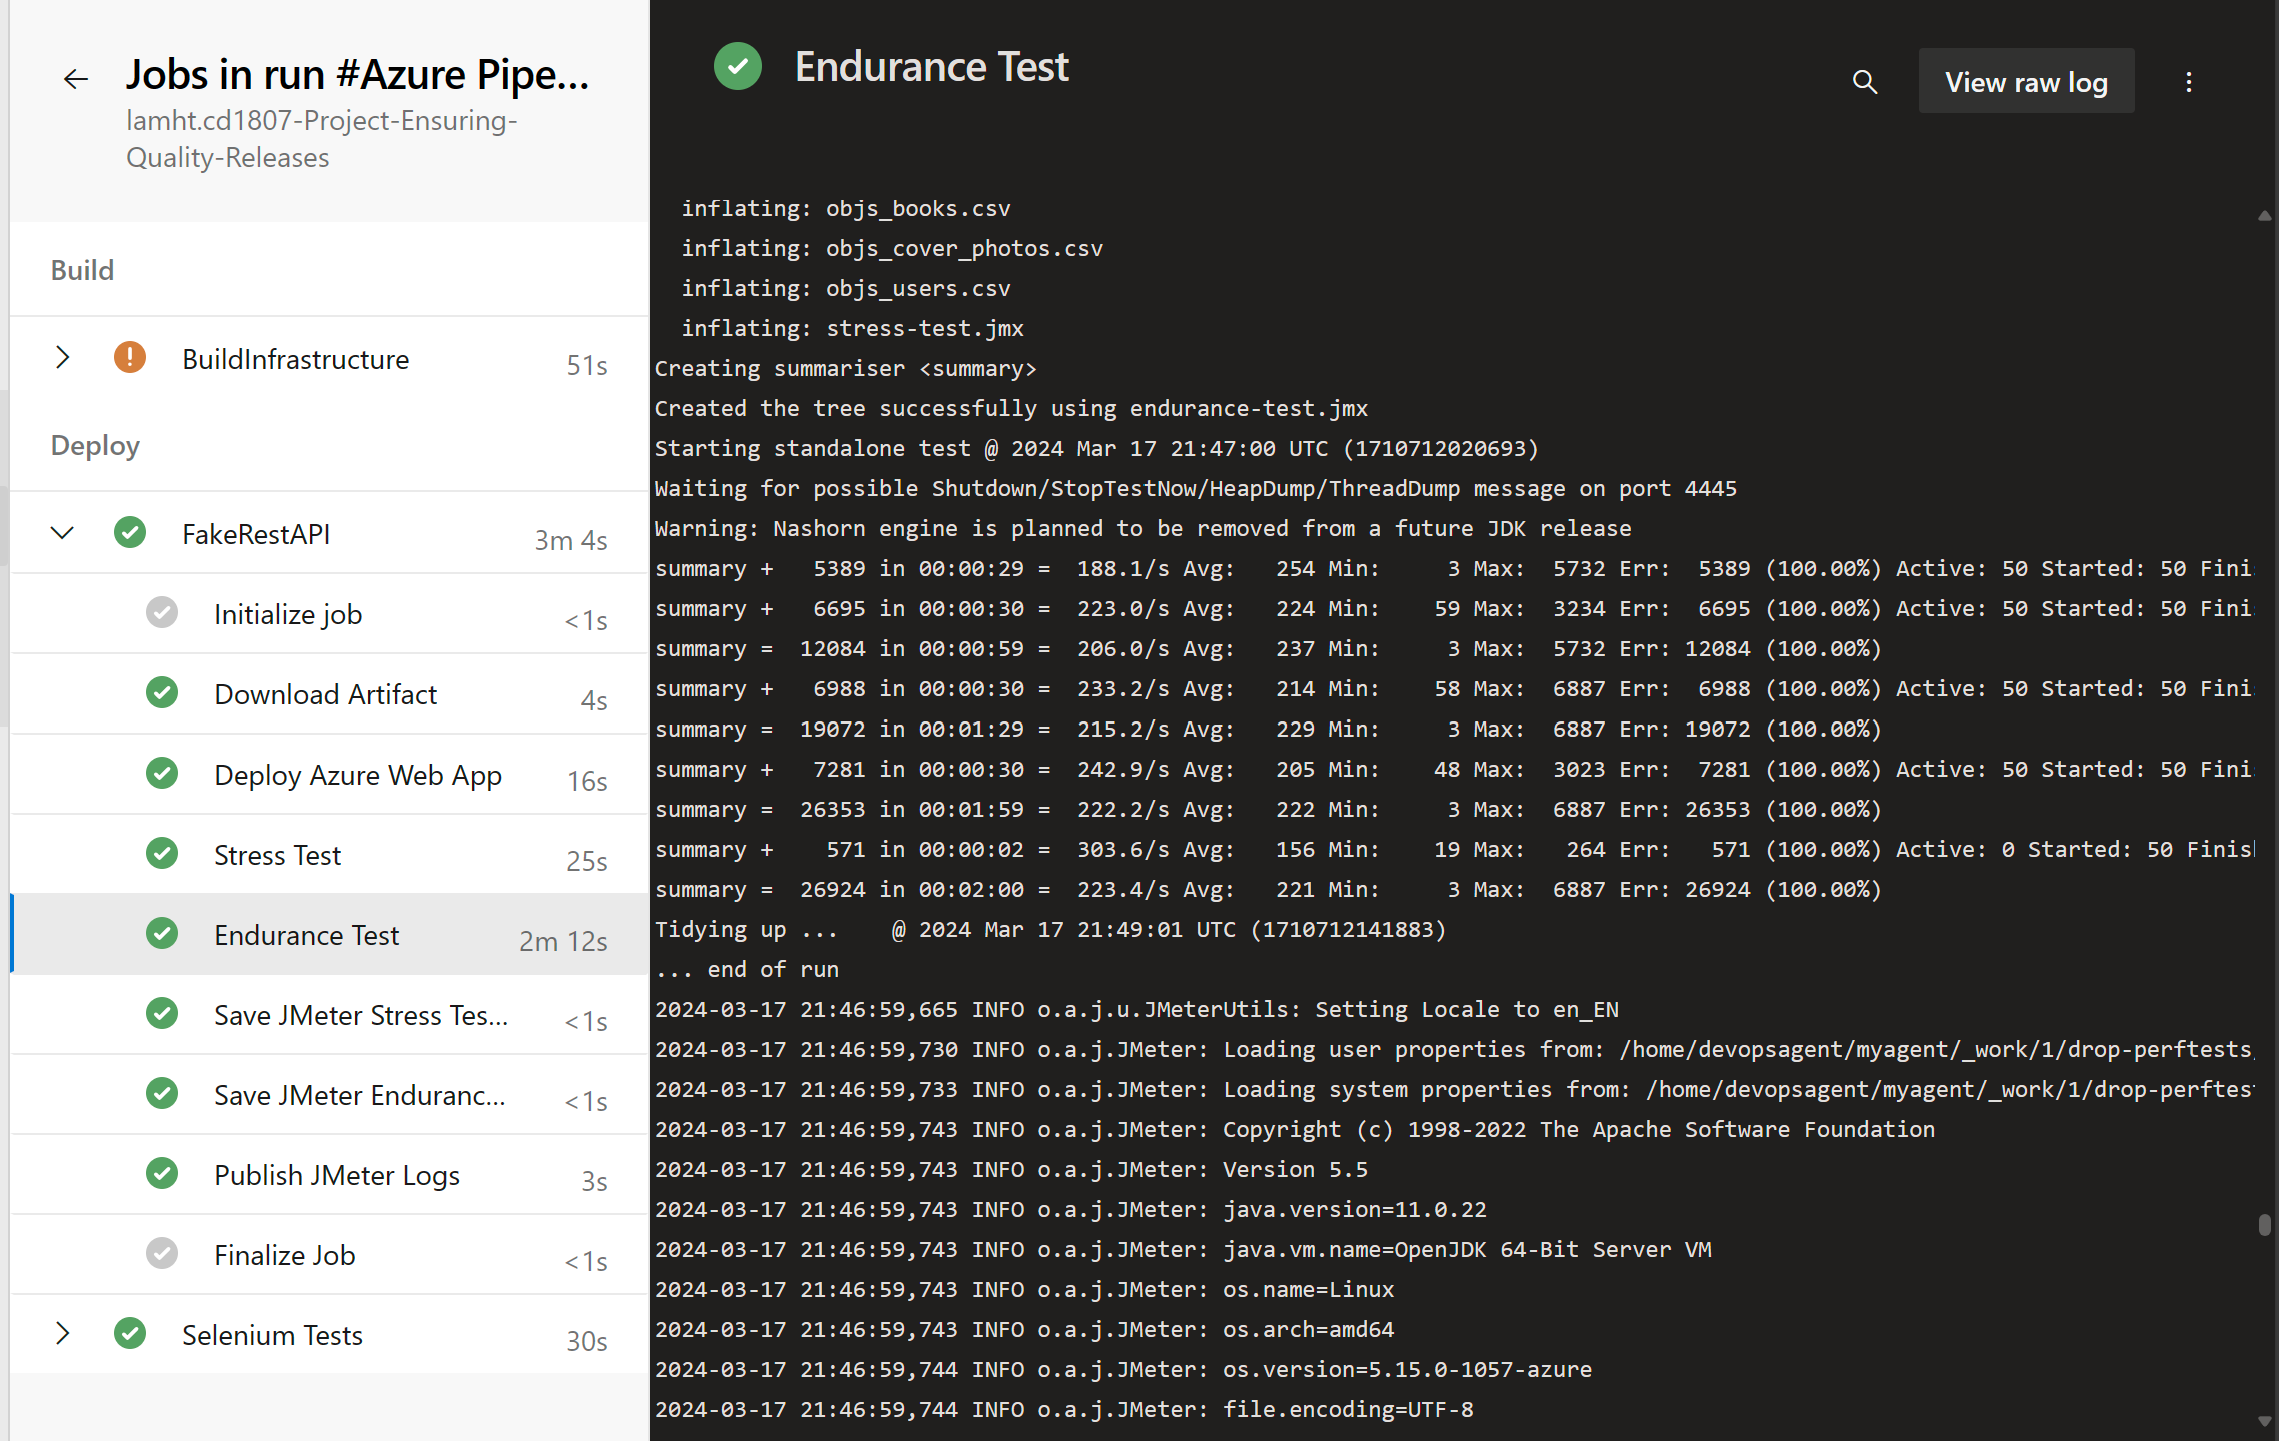 Jobs in run #Azure Pipe...
lamht.cd1807-Project-Ensuring-
Quality-Releases
Build
BuildInfrastructure 51s
Deploy
FakeRestAPI 3m 4s
Initialize job <1s
Download Artifact 4s
Deploy Azure Web App 16s
Stress Test 25s
Endurance Test 2m 12s
Save JMeter Stress Tes... <1s
Save JMeter Enduranc... <1s
Publish JMeter Logs 3s
Finalize Job <1s
Selenium Tests 30s
Endurance Test
View raw log
inflating: objs_books.csv
inflating: objs_cover_photos.csv
inflating: objs_users.csv
inflating: stress-test.jmx
Creating summariser <summary>
Created the tree successfully using endurance-test.jmx
Starting standalone test @ 2024 Mar 17 21:47:00 UTC (1710712020693)
Waiting for possible Shutdown/StopTestNow/HeapDump/ThreadDump message on port 4445
Warning: Nashorn engine is planned to be removed from a future JDK release
summary +   5389 in 00:00:29 =  188.1/s Avg:   254 Min:     3 Max:  5732 Err:  5389 (100.00%) Active: 50 Started: 50 Fini
summary +   6695 in 00:00:30 =  223.0/s Avg:   224 Min:    59 Max:  3234 Err:  6695 (100.00%) Active: 50 Started: 50 Fini
summary =  12084 in 00:00:59 =  206.0/s Avg:   237 Min:     3 Max:  5732 Err: 12084 (100.00%)
summary +   6988 in 00:00:30 =  233.2/s Avg:   214 Min:    58 Max:  6887 Err:  6988 (100.00%) Active: 50 Started: 50 Fini
summary =  19072 in 00:01:29 =  215.2/s Avg:   229 Min:     3 Max:  6887 Err: 19072 (100.00%)
summary +   7281 in 00:00:30 =  242.9/s Avg:   205 Min:    48 Max:  3023 Err:  7281 (100.00%) Active: 50 Started: 50 Fini
summary =  26353 in 00:01:59 =  222.2/s Avg:   222 Min:     3 Max:  6887 Err: 26353 (100.00%)
summary +    571 in 00:00:02 =  303.6/s Avg:   156 Min:    19 Max:   264 Err:   571 (100.00%) Active: 0 Started: 50 Finis
summary =  26924 in 00:02:00 =  223.4/s Avg:   221 Min:     3 Max:  6887 Err: 26924 (100.00%)
Tidying up ...    @ 2024 Mar 17 21:49:01 UTC (1710712141883)
... end of run
2024-03-17 21:46:59,665 INFO o.a.j.u.JMeterUtils: Setting Locale to en_EN
2024-03-17 21:46:59,730 INFO o.a.j.JMeter: Loading user properties from: /home/devopsagent/myagent/_work/1/drop-perftests/
2024-03-17 21:46:59,733 INFO o.a.j.JMeter: Loading system properties from: /home/devopsagent/myagent/_work/1/drop-perftest
2024-03-17 21:46:59,743 INFO o.a.j.JMeter: Copyright (c) 1998-2022 The Apache Software Foundation
2024-03-17 21:46:59,743 INFO o.a.j.JMeter: Version 5.5
2024-03-17 21:46:59,743 INFO o.a.j.JMeter: java.version=11.0.22
2024-03-17 21:46:59,743 INFO o.a.j.JMeter: java.vm.name=OpenJDK 64-Bit Server VM
2024-03-17 21:46:59,743 INFO o.a.j.JMeter: os.name=Linux
2024-03-17 21:46:59,743 INFO o.a.j.JMeter: os.arch=amd64
2024-03-17 21:46:59,744 INFO o.a.j.JMeter: os.version=5.15.0-1057-azure
2024-03-17 21:46:59,744 INFO o.a.j.JMeter: file.encoding=UTF-8